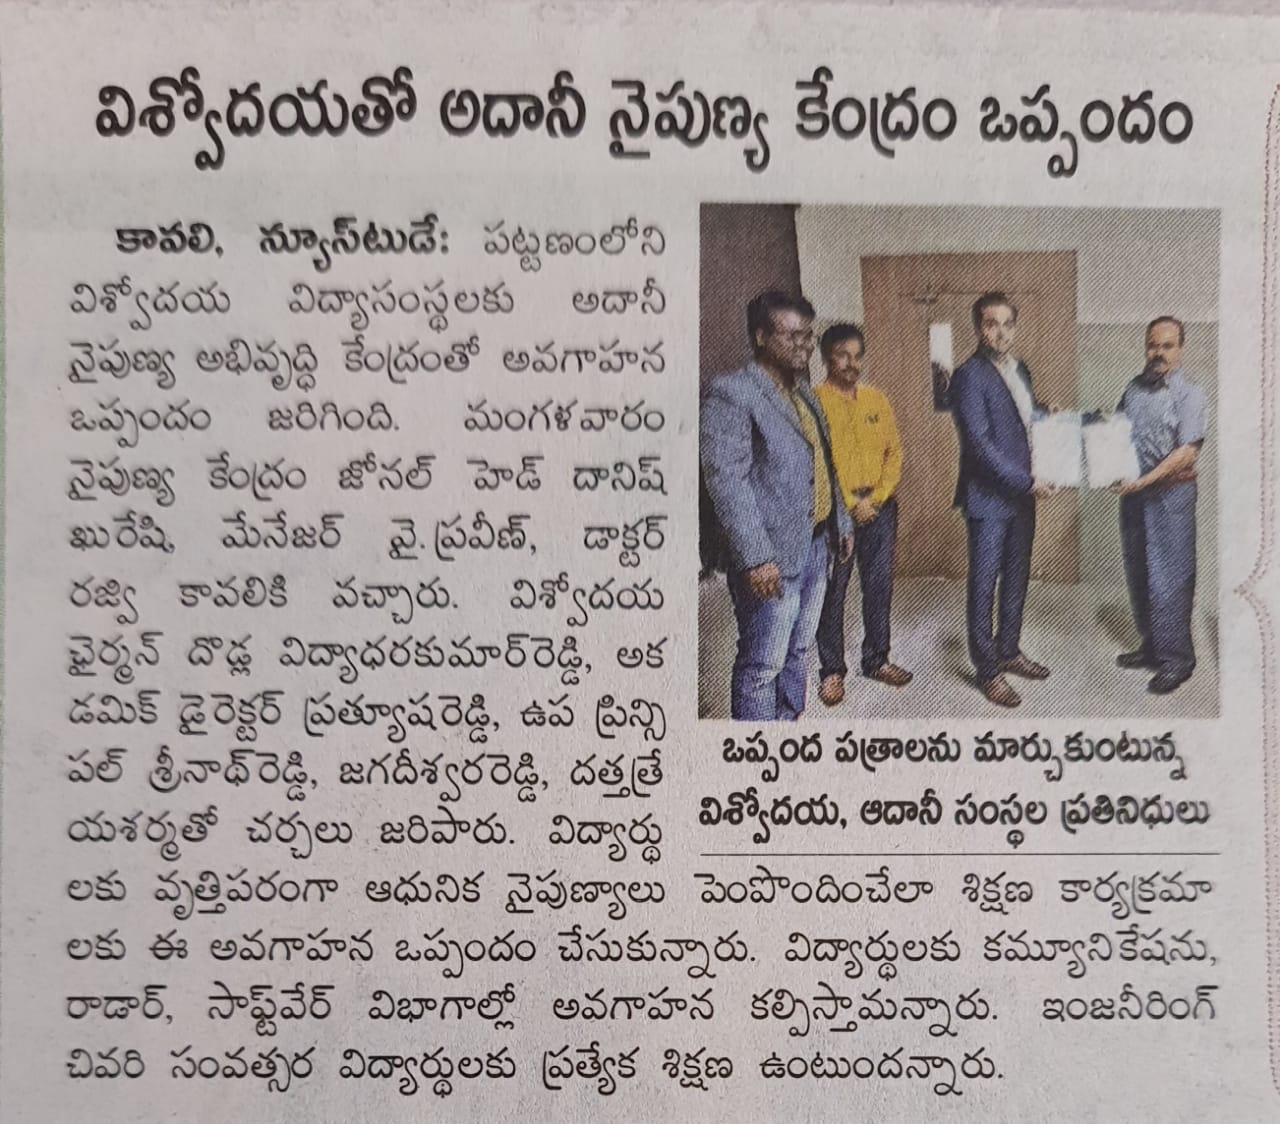 విశ్వోదయతో అదానీ నైపుణ్య కేంద్రం ఒప్పందం
కావలి, న్యూస్‌టుడే: పట్టణంలోని
విశ్వోదయ విద్యాసంస్థలకు అదానీ
నైపుణ్య అభివృద్ధి కేంద్రంతో అవగాహన
ఒప్పందం జరిగింది. మంగళవారం
నైపుణ్య కేంద్రం జోనల్ హెడ్ దానిష్
ఖురేషి, మేనేజర్ వై.ప్రవీణ్, డాక్టర్
రజ్వి కావలికి వచ్చారు. విశ్వోదయ
ఛైర్మన్ దొడ్ల విద్యాధరకుమార్‌రెడ్డి, అక
డమిక్ డైరెక్టర్ ప్రత్యూషరెడ్డి, ఉప ప్రిన్సి
పల్ శ్రీనాథ్‌రెడ్డి, జగదీశ్వరరెడ్డి, దత్తత్రే
యశర్మతో చర్చలు జరిపారు. విద్యార్థు
లకు వృత్తిపరంగా ఆధునిక నైపుణ్యాలు పెంపొందించేలా శిక్షణ కార్యక్రమా
లకు ఈ అవగాహన ఒప్పందం చేసుకున్నారు. విద్యార్థులకు కమ్యూనికేషను,
రాడార్, సాఫ్ట్‌వేర్ విభాగాల్లో అవగాహన కల్పిస్తామన్నారు. ఇంజనీరింగ్
చివరి సంవత్సర విద్యార్థులకు ప్రత్యేక శిక్షణ ఉంటుందన్నారు.
ఒప్పంద పత్రాలను మార్చుకుంటున్న
విశ్వోదయ, ఆదానీ సంస్థల ప్రతినిధులు